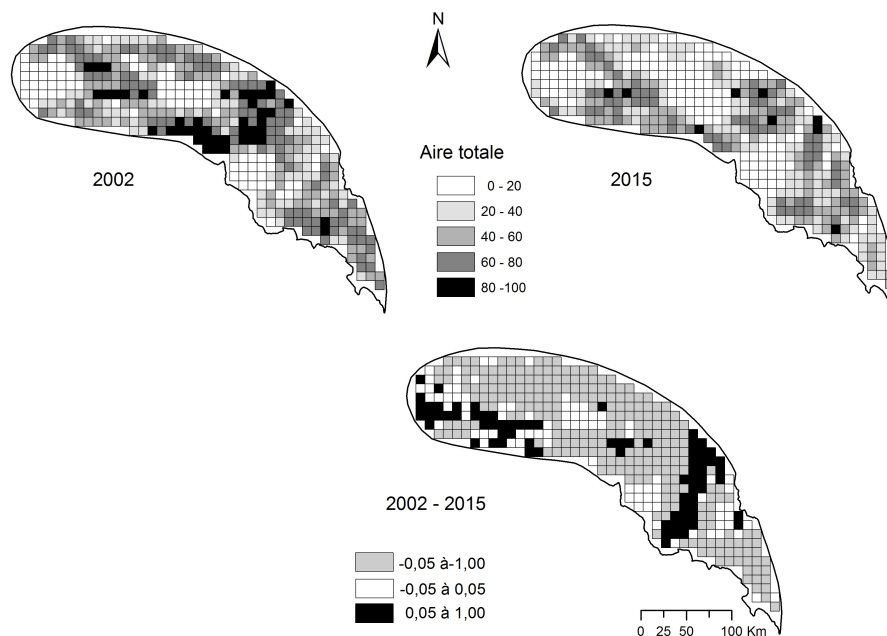 N
2002
2015
Aire totale
0 - 20
20 - 40
40 - 60
60 - 80
80 -100
2002 - 2015
-0,05 à-1,00
-0,05 à 0,05
0,05 à 1,00
0 25 50 100 Km